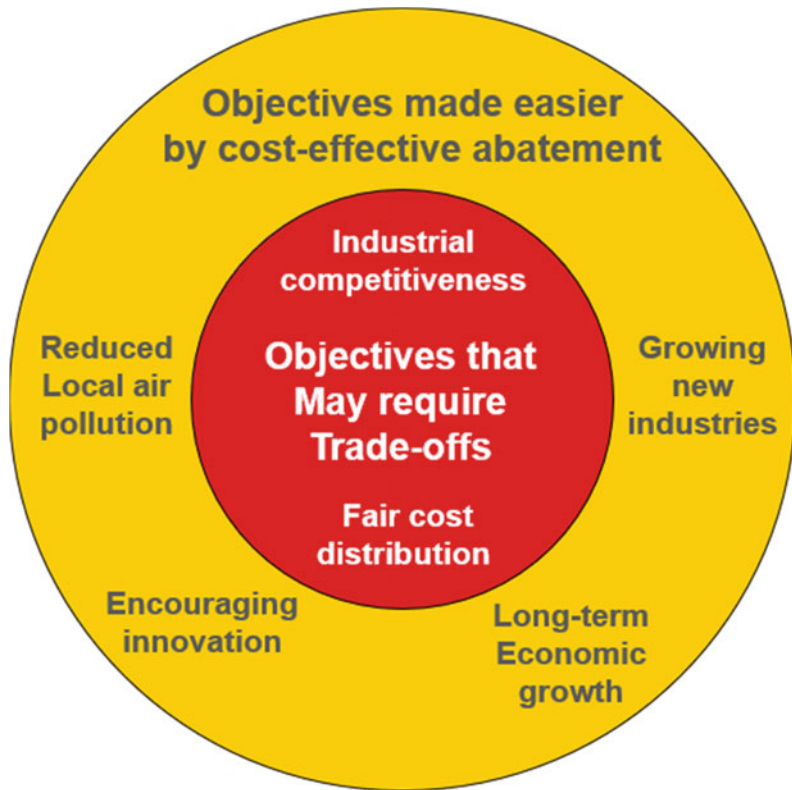 Objectives made easier
by cost-effective abatement
Industrial
competitiveness
Reduced
Local air
pollution
Objectives that
May require
Trade-offs
Growing
new
industries
Fair cost
distribution
Encouraging
innovation
Long-term
Economic
growth